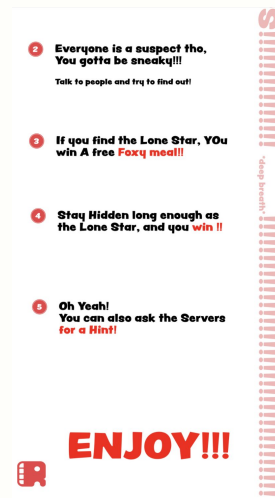 2 Everyone is a suspect tho,
You gotta be sneaky!!!
Talk to people and try to find out!
3 If you find the Lone Star, YOu
win A free Foxy meal!!
4 Stay Hidden long enough as
the Lone Star, and you win !!
5 Oh Yeah!
You can also ask the Servers
for a Hint!
ENJOY!!!
"deep breath"